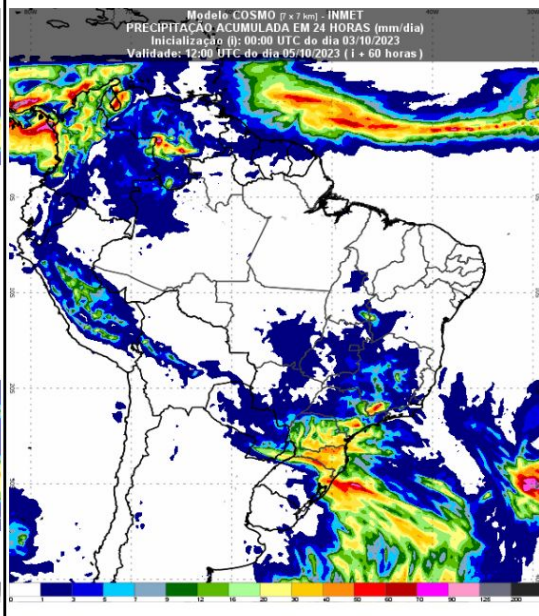 Modelo COSMO [7 x 7 km] - INMET
PRECIPITAÇÃO ACUMULADA EM 24 HORAS (mm/dia)
Inicialização (i): 00:00 UTC do dia 03/10/2023
Validade: 12:00 UTC do dia 05/10/2023 ( i + 60 horas )
0 1 3 5 7 9 12 16 20 30 40 50 60 70 90 120 200